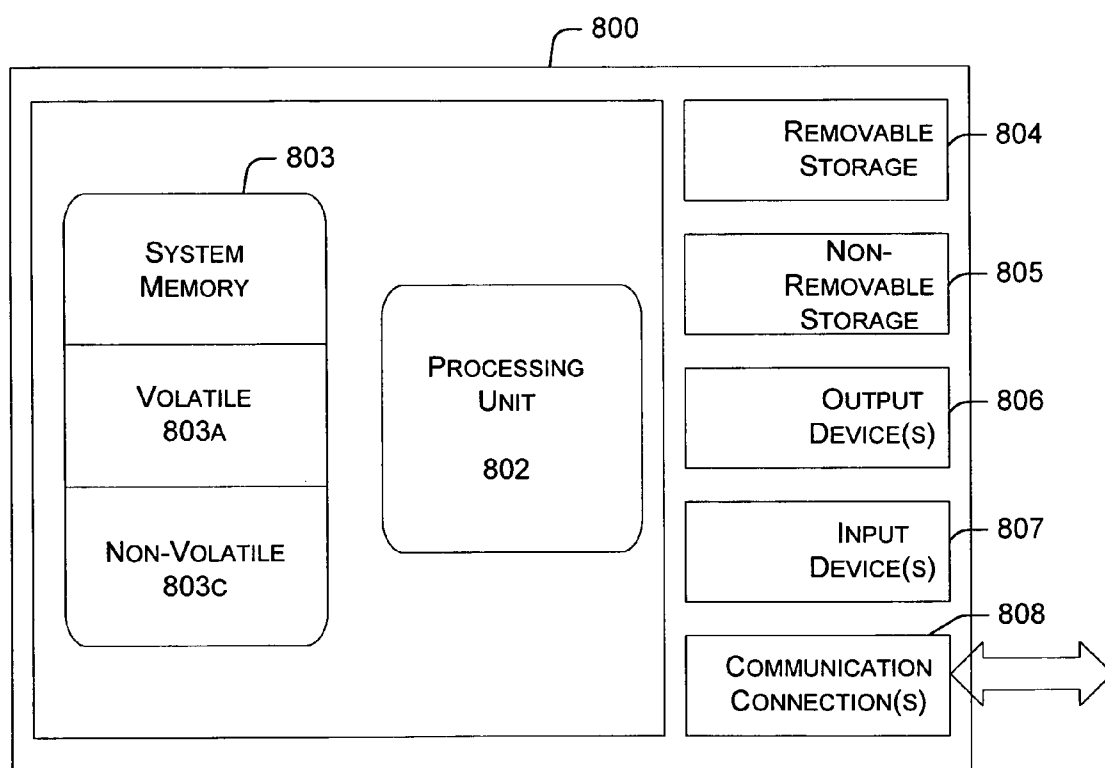 800
REMOVABLE
STORAGE
804
803
SYSTEM
MEMORY
NON-
REMOVABLE
STORAGE
805
VOLATILE
803A
PROCESSING
UNIT
802
OUTPUT
DEVICE(S)
806
NON-VOLATILE
803C
INPUT
DEVICE(S)
807
808
COMMUNICATION
CONNECTION(S)